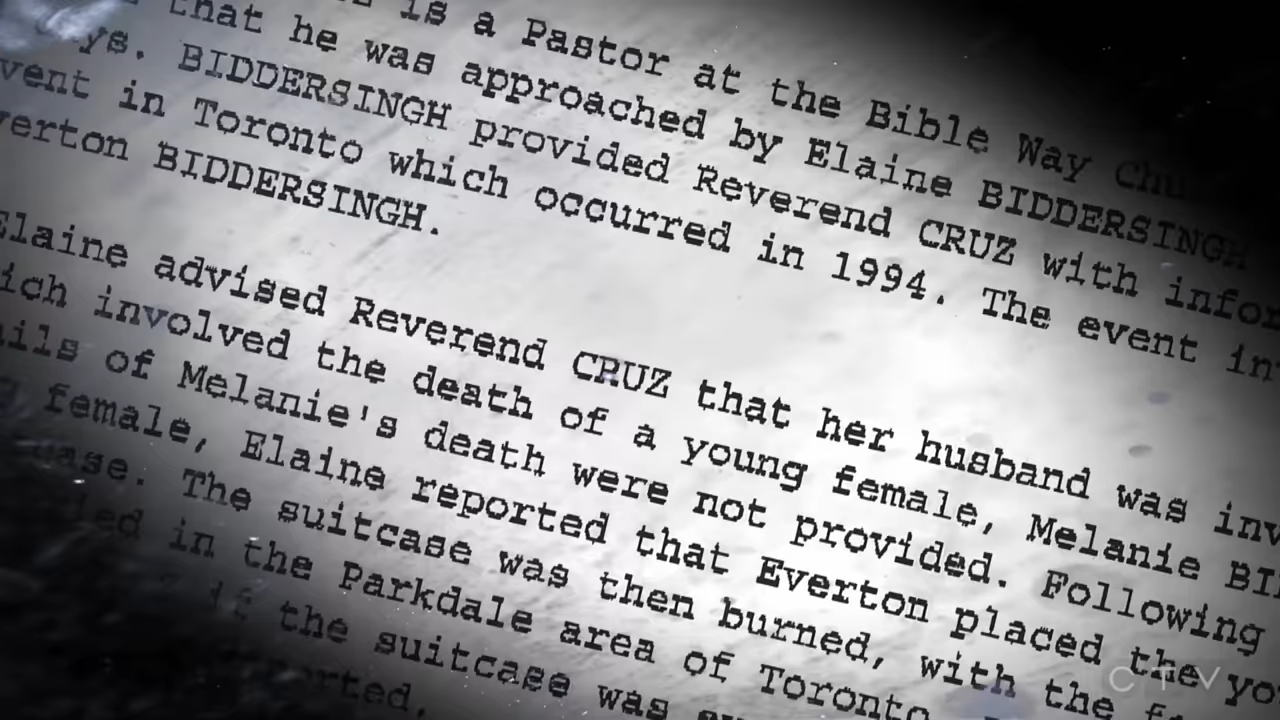 is a Pastor at the Bible Way
that he was approached by Elaine BIDDERSINGH
BIDDERSINGH provided Reverend CRUZ with
in Toronto which occurred in 1994. The event
BIDDERSINGH.
Elaine advised Reverend CRUZ that her husband was
involved the death of a young female, Melanie
of Melanie's death were not provided. Following
female, Elaine reported that Everton placed the
The suitcase was then burned, with the
in the Parkdale area of Toronto
the suitcase was
CTV